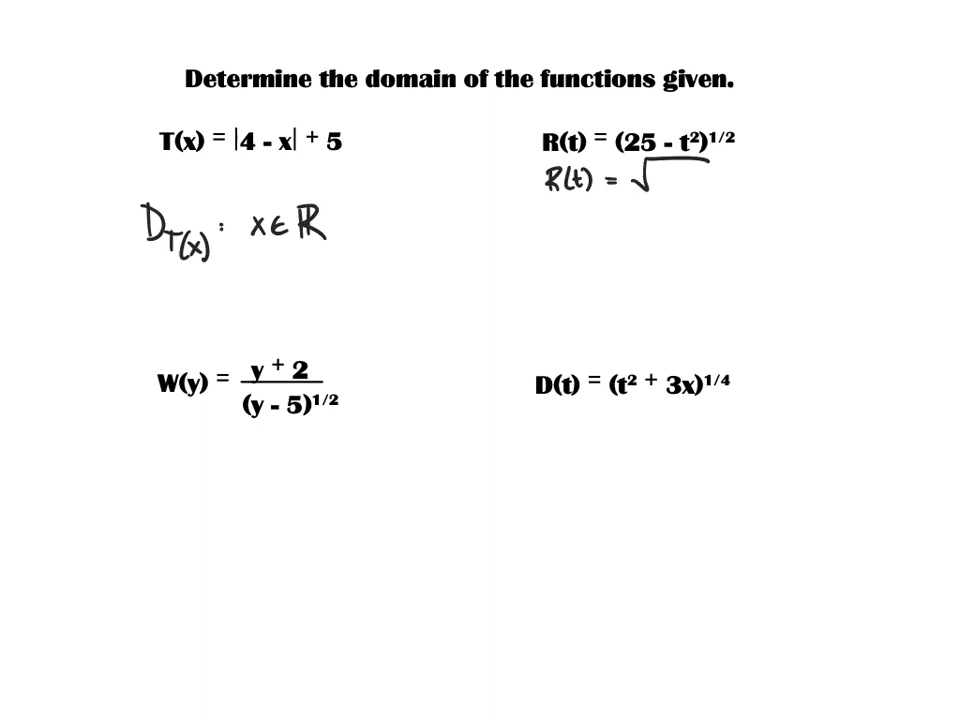 Determine the domain of the functions given.
T(x) = |4 - x| + 5
R(t) = (25 - t²)^1/2
R(t) = √
D_T(x) : x ∈ ℝ
W(y) = y + 2 / (y - 5)^1/2
D(t) = (t² + 3x)^1/4